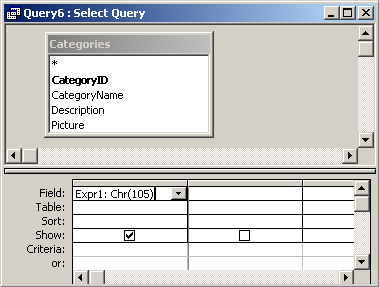 Query6 : Select Query
Categories
*
CategoryID
CategoryName
Description
Picture
Field: Expr1: Chr(105)
Table:
Sort:
Show:
Criteria:
or: